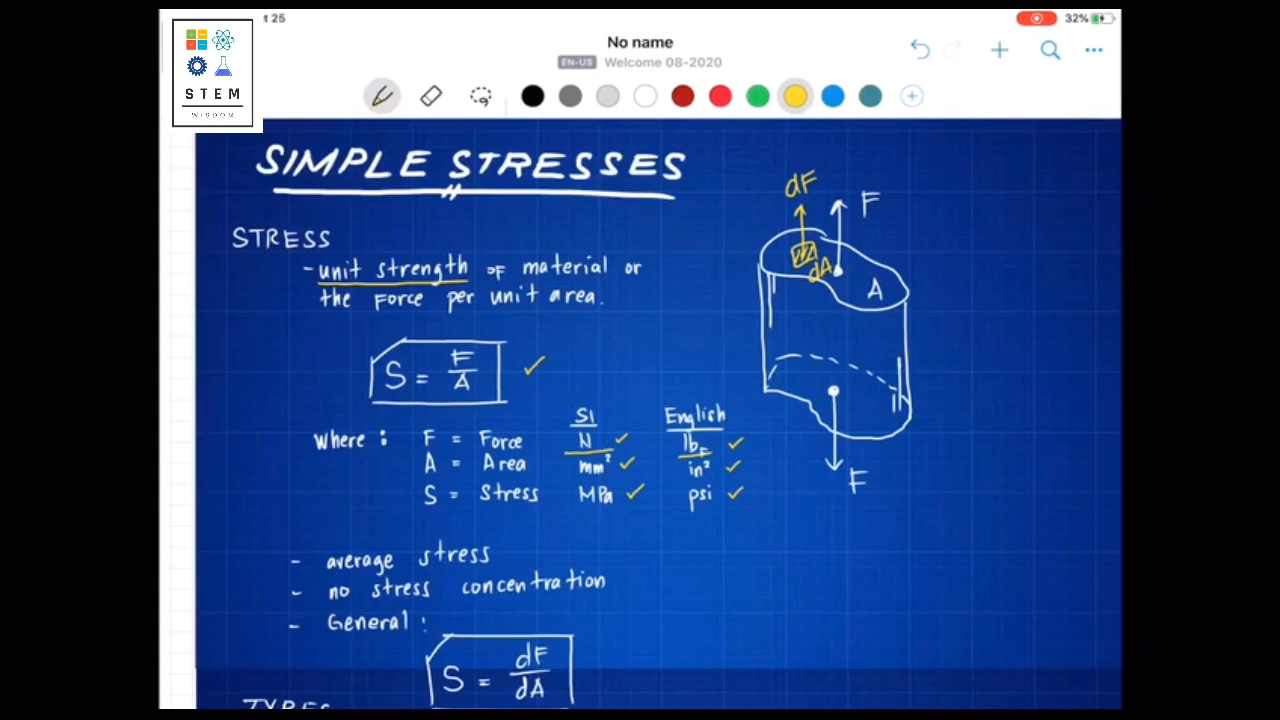 t 25
32%
No name
EN-US Welcome 08-2020
STEM
WISDOM
SIMPLE STRESSES
STRESS
- unit strength of material or
the Force per unit area.
S = F/A
SI English
Where : F = Force N lbF
A = Area mm² in²
S = Stress MPa psi
- average stress
- no stress concentration
- General :
S = dF/dA
TYPES
dF
F
dA
A
F